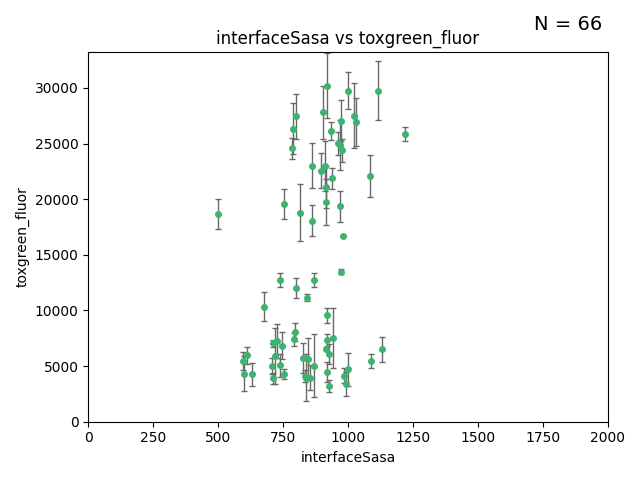 N = 66
interfaceSasa vs toxgreen_fluor
30000
25000
20000
15000
10000
5000
0
toxgreen_fluor
0 250 500 750 1000 1250 1500 1750 2000
interfaceSasa